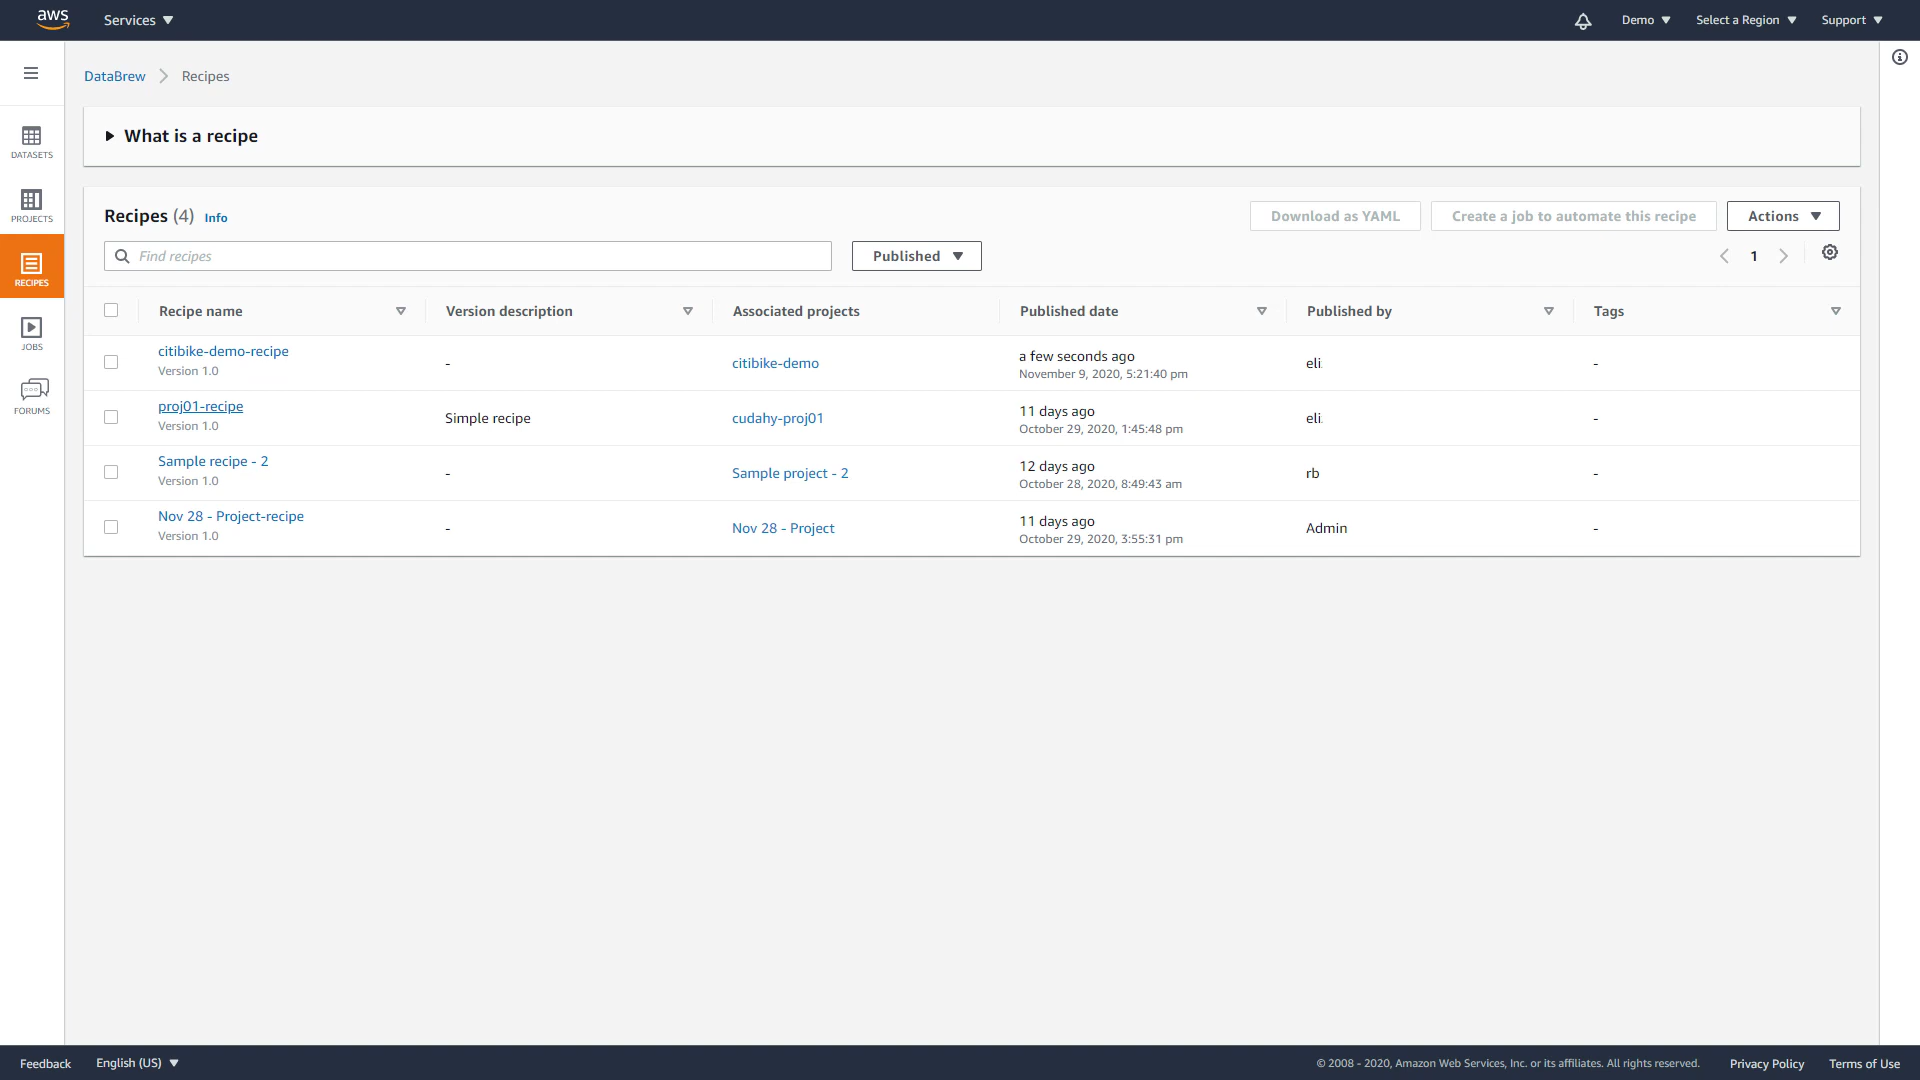 aws Services Demo Select a Region Support
DataBrew Recipes
What is a recipe
DATASETS
PROJECTS
RECIPES
JOBS
FORUMS
Recipes (4) Info Download as YAML Create a job to automate this recipe Actions
Find recipes Published 1
Recipe name Version description Associated projects Published date Published by Tags
citibike-demo-recipe
Version 1.0 - citibike-demo a few seconds ago
November 9, 2020, 5:21:40 pm eli -
proj01-recipe
Version 1.0 Simple recipe cudahy-proj01 11 days ago
October 29, 2020, 1:45:48 pm eli -
Sample recipe - 2
Version 1.0 - Sample project - 2 12 days ago
October 28, 2020, 8:49:43 am rb -
Nov 28 - Project-recipe
Version 1.0 - Nov 28 - Project 11 days ago
October 29, 2020, 3:55:31 pm Admin -
Feedback English (US) © 2008 - 2020, Amazon Web Services, Inc. or its affiliates. All rights reserved. Privacy Policy Terms of Use